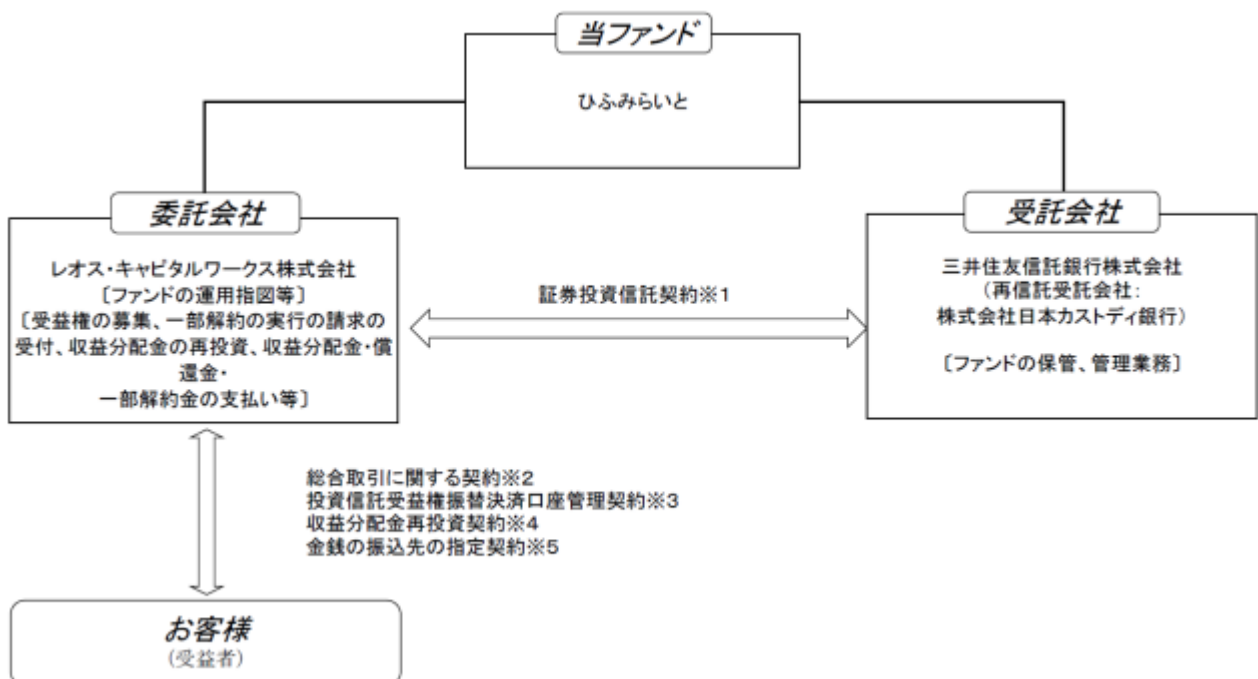 当ファンド
ひふみらいと
委託会社
レオス・キャピタルワークス株式会社
〔ファンドの運用指図等〕
〔受益権の募集、一部解約の実行の請求の
受付、収益分配金の再投資、収益分配金・償
還金・
一部解約金の支払い等〕
証券投資信託契約※1
受託会社
三井住友信託銀行株式会社
(再信託受託会社:
株式会社日本カストディ銀行)
〔ファンドの保管、管理業務〕
総合取引に関する契約※2
投資信託受益権振替決済口座管理契約※3
収益分配金再投資契約※4
金銭の振込先の指定契約※5
お客様
(受益者)